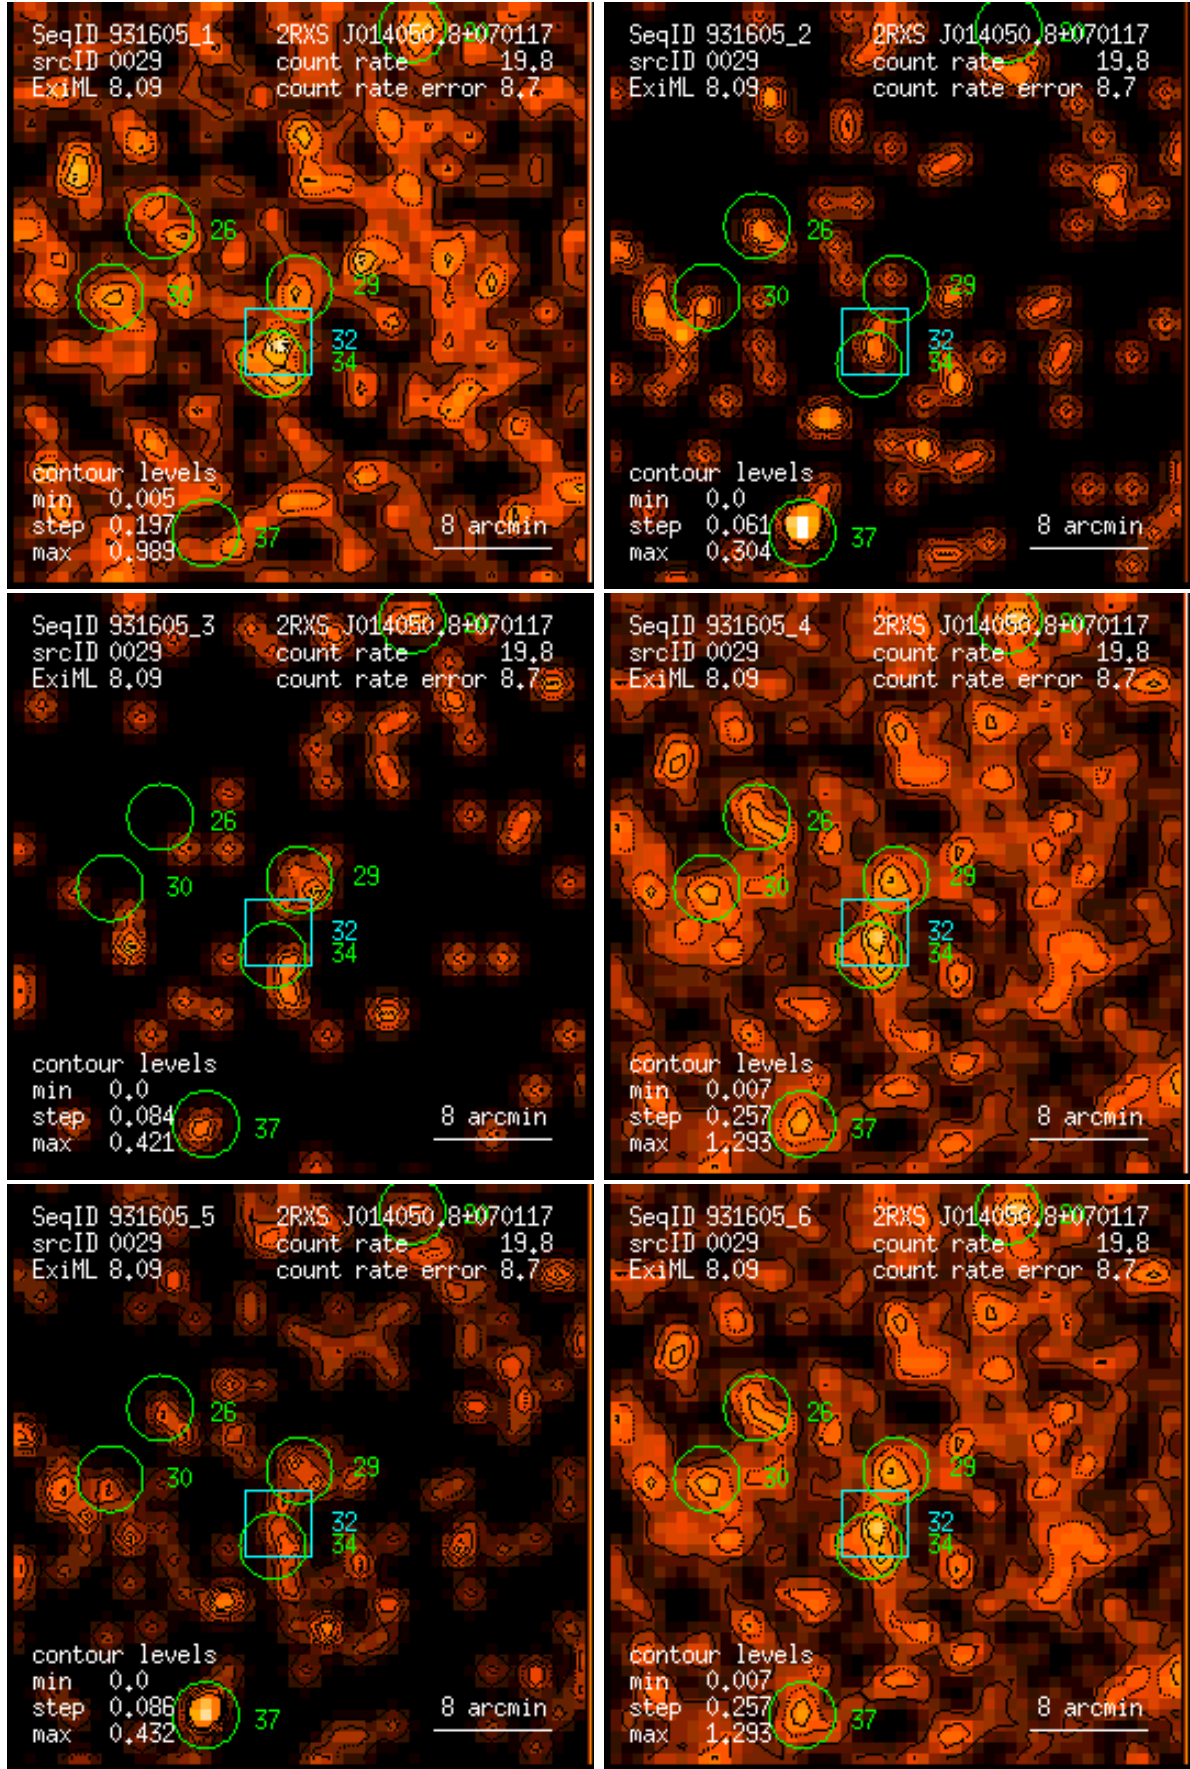 SeqID 931605_1 2RXS J014050.8+070117
srcID 0029 count rate 19.8
ExiML 8.09 count rate error 8.7
26
30 29
32
34
contour levels
min 0.005
step 0.197 8 arcmin
max 0.989 37
SeqID 931605_2 2RXS J014050.8+070117
srcID 0029 count rate 19.8
ExiML 8.09 count rate error 8.7
26
30 29
32
34
contour levels
min 0.0
step 0.061 8 arcmin
max 0.304 37
SeqID 931605_3 2RXS J014050.8+070117
srcID 0029 count rate 19.8
ExiML 8.09 count rate error 8.7
26
30 29
32
34
contour levels
min 0.0
step 0.084 8 arcmin
max 0.421 37
SeqID 931605_4 2RXS J014050.8+070117
srcID 0029 count rate 19.8
ExiML 8.09 count rate error 8.7
26
30 29
32
34
contour levels
min 0.007
step 0.257 8 arcmin
max 1.293 37
SeqID 931605_5 2RXS J014050.8+070117
srcID 0029 count rate 19.8
ExiML 8.09 count rate error 8.7
26
30 29
32
34
contour levels
min 0.0
step 0.086 8 arcmin
max 0.432 37
SeqID 931605_6 2RXS J014050.8+070117
srcID 0029 count rate 19.8
ExiML 8.09 count rate error 8.7
26
30 29
32
34
contour levels
min 0.007
step 0.257 8 arcmin
max 1.293 37